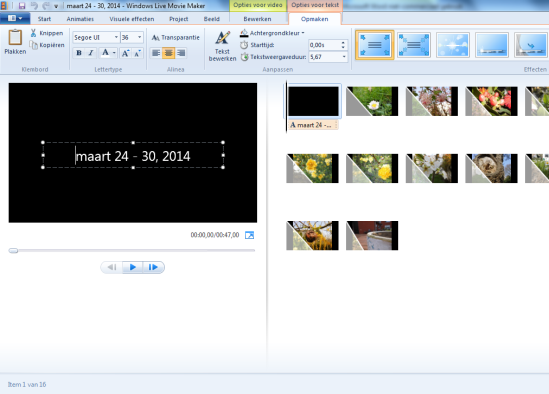 maart 24 - 30, 2014 - Windows Live Movie Maker
Opties voor video
Opties voor tekst
Start
Animaties
Visuele effecten
Project
Beeld
Bewerken
Opmaken
Plakken
Knippen
Kopiëren
Klembord
Segoe UI
36
B I A A A
Lettertype
Transparantie
Alinea
Tekst bewerken
Achtergrondkleur
Starttijd: 0,00s
Tekstweergaveduur: 5,67
Aanpassen
Effecten
maart 24 - 30, 2014
00:00,00/00:47,00
A maart 24 -...
Item 1 van 16